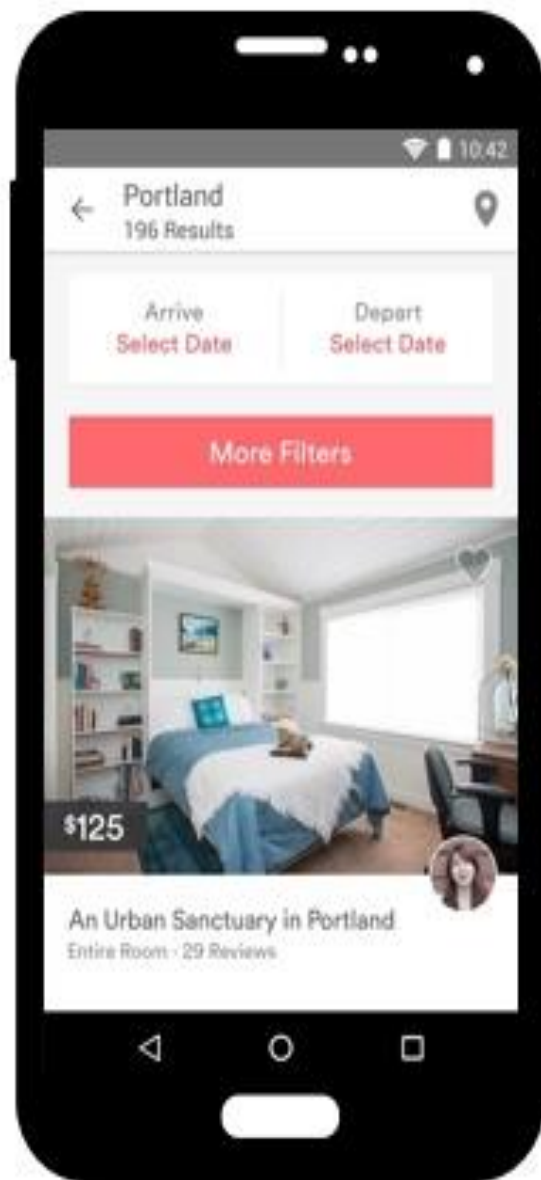 10:42
Portland
196 Results
Arrive
Select Date
Depart
Select Date
More Filters
$125
An Urban Sanctuary in Portland
Entire Room · 29 Reviews